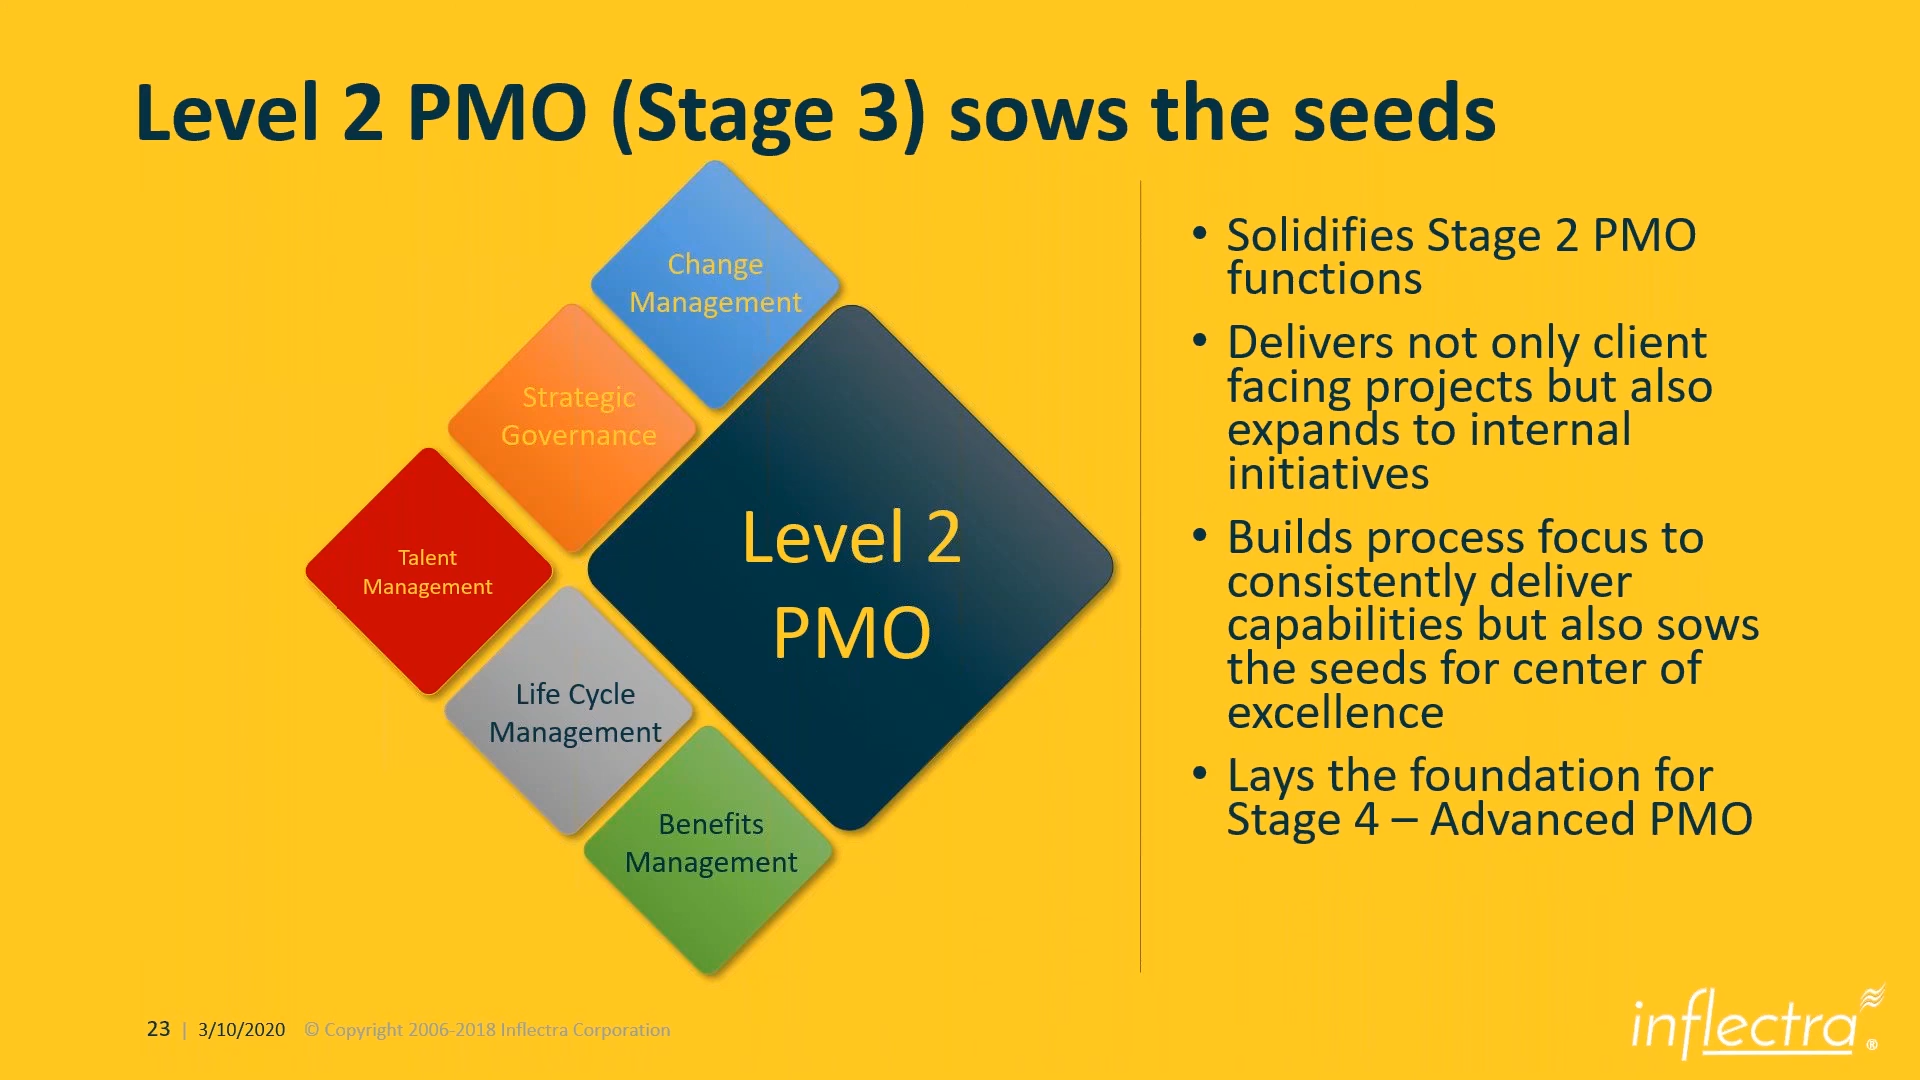 Level 2 PMO (Stage 3) sows the seeds
Change
Management
Strategic
Governance
Talent
Management
Life Cycle
Management
Benefits
Management
Level 2
PMO
• Solidifies Stage 2 PMO
functions
• Delivers not only client
facing projects but also
expands to internal
initiatives
• Builds process focus to
consistently deliver
capabilities but also sows
the seeds for center of
excellence
• Lays the foundation for
Stage 4 – Advanced PMO
23 | 3/10/2020 © Copyright 2006-2018 Inflectra Corporation
inflectra®